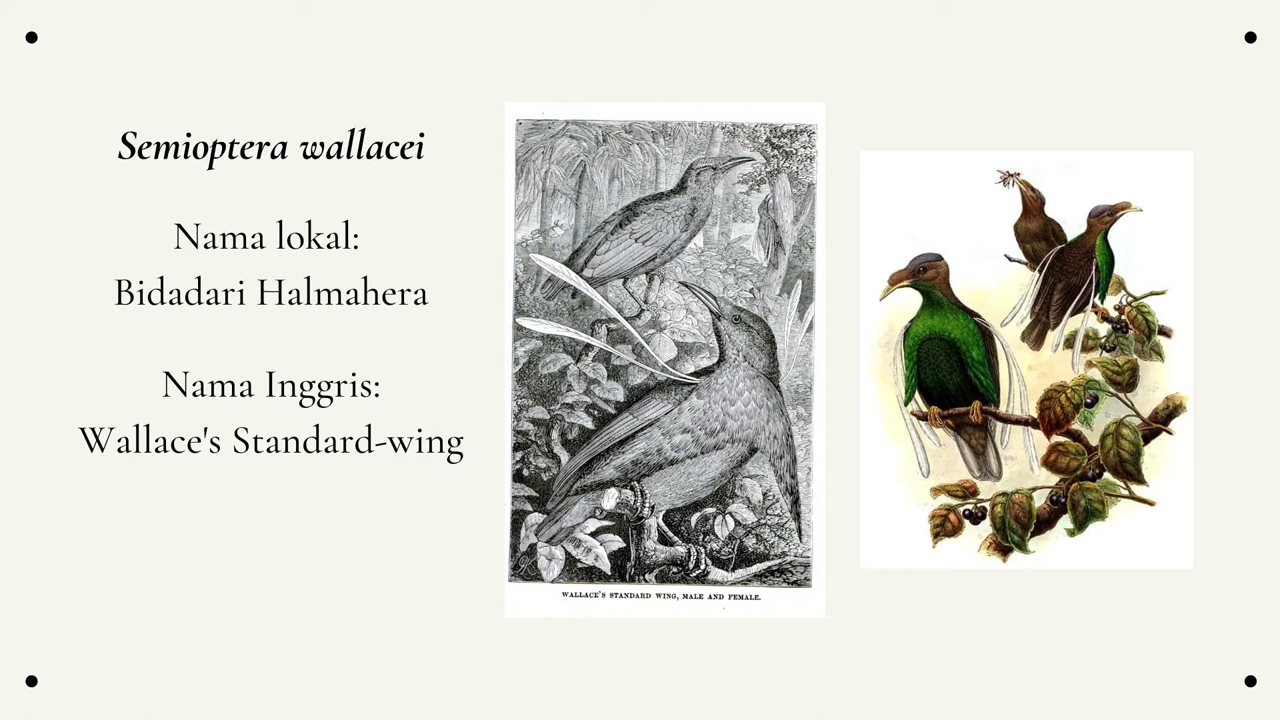 Semioptera wallacei
Nama lokal:
Bidadari Halmahera
Nama Inggris:
Wallace's Standard-wing
WALLACE'S STANDARD WING, MALE AND FEMALE.